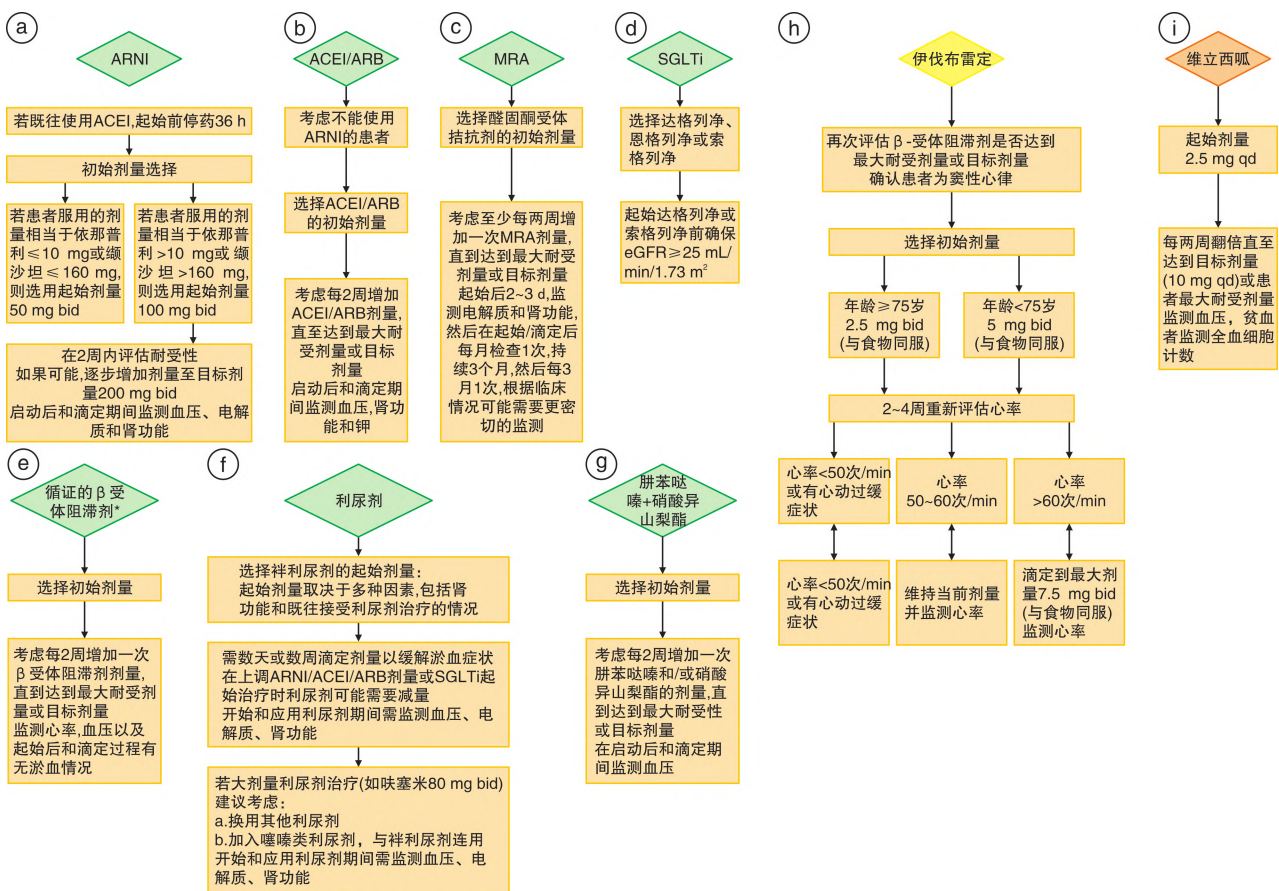 a
ARNI
若既往使用ACEI,起始前停药36 h
初始剂量选择
若患者服用的剂
量相当于依那普
利≤10 mg或缬
沙坦≤160 mg,
则选用起始剂量
50 mg bid
若患者服用的剂
量相当于依那普
利>10 mg或缬
沙坦>160 mg,
则选用起始剂量
100 mg bid
在2周内评估耐受性
如果可能,逐步增加剂量至目标剂
量200 mg bid
启动后和滴定期间监测血压、电解
质和肾功能
b
ACEI/ARB
考虑不能使用
ARNI的患者
选择ACEI/ARB
的初始剂量
考虑每2周增加
ACEI/ARB剂量,
直至达到最大耐
受剂量或目标
剂量
启动后和滴定期
间监测血压,肾功
能和钾
c
MRA
选择醛固酮受体
拮抗剂的初始剂量
考虑至少每两周增
加一次MRA剂量,
直到达到最大耐受
剂量或目标剂量
起始后2~3 d,监
测电解质和肾功能,
然后在起始/滴定后
每月检查1次,持
续3个月,然后每3
月1次,根据临床
情况可能需要更密
切的监测
d
SGLTi
选择达格列净、
恩格列净或索
格列净
起始达格列净或
索格列净前确保
eGFR≥25 mL/
min/1.73 m²
e
循证的β受
体阻滞剂*
选择初始剂量
考虑每2周增加一次
β受体阻滞剂剂量,
直到达到最大耐受剂
量或目标剂量
监测心率,血压以及
起始后和滴定过程有
无淤血情况
f
利尿剂
选择袢利尿剂的起始剂量：
起始剂量取决于多种因素,包括肾
功能和既往接受利尿剂治疗的情况
需数天或数周滴定剂量以缓解淤血症状
在上调ARNI/ACEI/ARB剂量或SGLTi起
始治疗时利尿剂可能需要减量
开始和应用利尿剂期间需监测血压、电
解质、肾功能
若大剂量利尿剂治疗(如呋塞米80 mg bid)
建议考虑：
a.换用其他利尿剂
b.加入噻嗪类利尿剂，与袢利尿剂连用
开始和应用利尿剂期间需监测血压、电
解质、肾功能
g
肼苯哒
嗪+硝酸异
山梨酯
选择初始剂量
考虑每2周增加一次
肼苯哒嗪和/或硝酸
异山梨酯的剂量,直
到达到最大耐受性
或目标剂量
在启动后和滴定期
间监测血压
h
伊伐布雷定
再次评估β-受体阻滞剂是否达到
最大耐受剂量或目标剂量
确认患者为窦性心律
选择初始剂量
年龄≥75岁
2.5 mg bid
(与食物同服)
年龄<75岁
5 mg bid
(与食物同服)
2~4周重新评估心率
心率<50次/min
或有心动过缓
症状
心率
50~60次/min
心率
>60次/min
心率<50次/min
或有心动过缓
症状
维持当前剂量
并监测心率
滴定到最大剂
量7.5 mg bid
(与食物同服)
监测心率
i
维立西呱
起始剂量
2.5 mg qd
每两周翻倍直至
达到目标剂量
(10 mg qd)或患
者最大耐受剂量
监测血压，贫血
者监测全血细胞
计数